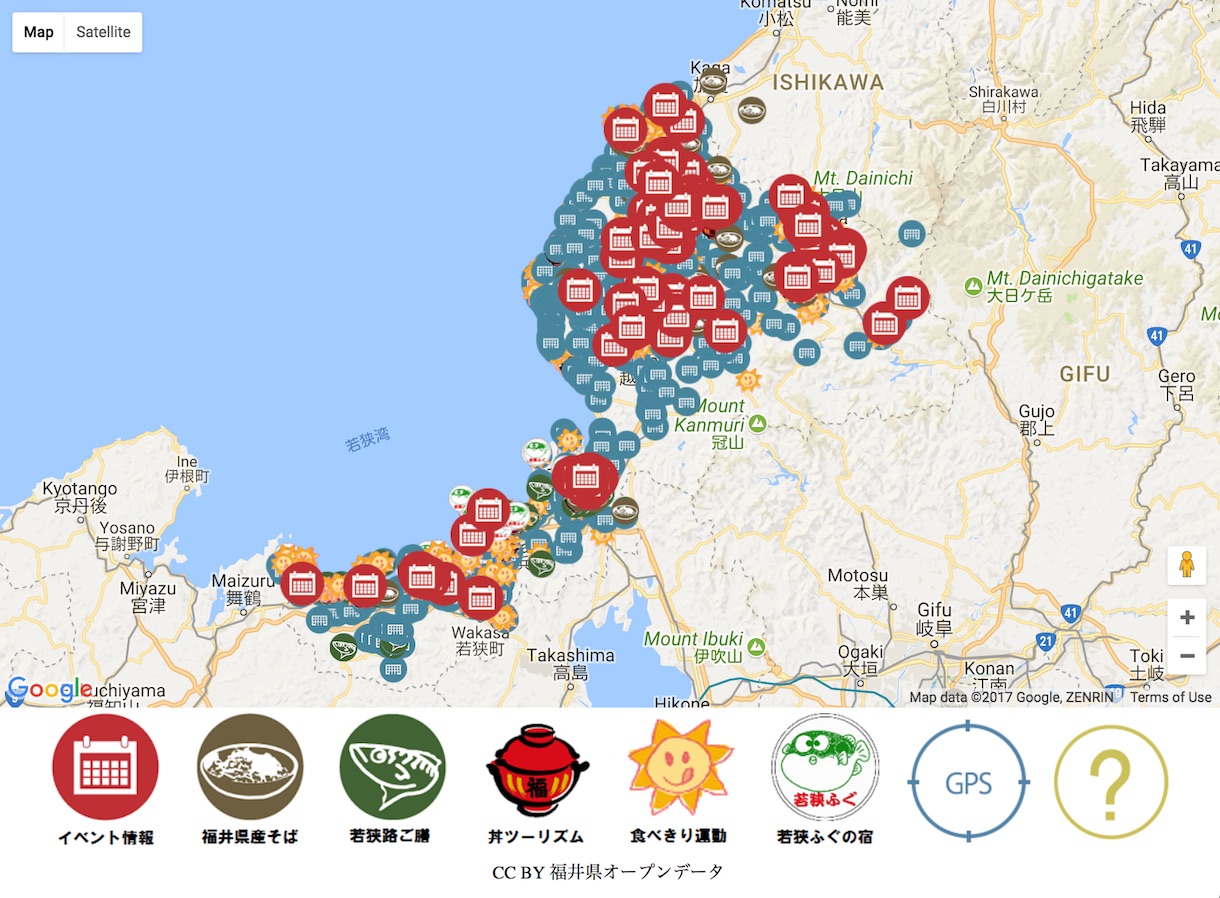 Map Satellite
Komatsu
小松
Nomi
能美
Kaga
ISHIKAWA
Shirakawa
白川村
Hida
飛騨
Takayama
高山
Mt. Dainichi
41
Mt. Dainichigatake
大日ケ岳
41
GIFU
Gero
下呂
Gujo
郡上
越
Mount
Kanmuri
冠山
若狭湾
Ine
伊根町
Kyotango
京丹後
Yosano
与謝野町
Miyazu
宮津
Maizuru
舞鶴
Wakasa
若狭町
Takashima
高島
Motosu
本巣
Gifu
岐阜
41
21
Mount Ibuki
伊吹山
Ogaki
大垣
Konan
江南
Toki
土岐
Hikone
Google
uchiyama
福知山
Map data ©2017 Google, ZENRIN Terms of Use
福
若狭ふぐ
GPS
?
イベント情報 福井県産そば 若狭路ご膳 丼ツーリズム 食べきり運動 若狭ふぐの宿
CC BY 福井県オープンデータ